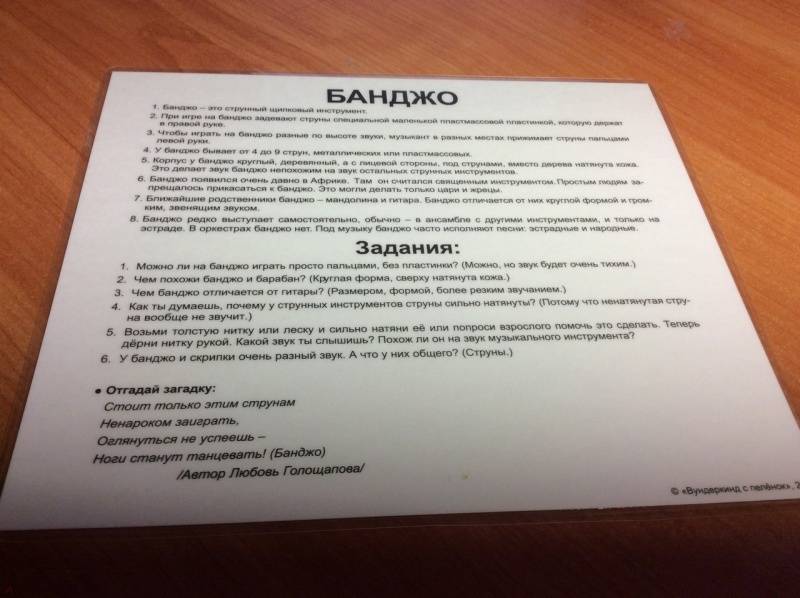 БАНДЖО
1. Банджо – это струнный щипковый инструмент.
2. При игре на банджо задевают струны специальной маленькой пластмассовой пластинкой, которую держат
в правой руке.
3. Чтобы играть на банджо разные по высоте звуки, музыкант в разных местах прижимает струны пальцами
левой руки.
4. У банджо бывает от 4 до 9 струн, металлических или пластмассовых.
5. Корпус у банджо круглый, деревянный, а с лицевой стороны, под струнами, вместо дерева натянута кожа.
Это делает звук банджо непохожим на звук остальных струнных инструментов.
6. Банджо появился очень давно в Африке. Там он считался священным инструментом. Простым людям за-
прещалось прикасаться к банджо. Это могли делать только цари и жрецы.
7. Ближайшие родственники банджо – мандолина и гитара. Банджо отличается от них круглой формой и гром-
ким, звенящим звуком.
8. Банджо редко выступает самостоятельно, обычно – в ансамбле с другими инструментами, и только на
эстраде. В оркестрах банджо нет. Под музыку банджо часто исполняют песни: эстрадные и народные.
Задания:
1. Можно ли на банджо играть просто пальцами, без пластинки? (Можно, но звук будет очень тихим.)
2. Чем похожи банджо и барабан? (Круглая форма, сверху натянута кожа.)
3. Чем банджо отличается от гитары? (Размером, формой, более резким звучанием.)
4. Как ты думаешь, почему у струнных инструментов струны сильно натянуты? (Потому что ненатянутая стру-
на вообще не звучит.)
5. Возьми толстую нитку или леску и сильно натяни её или попроси взрослого помочь это сделать. Теперь
дёрни нитку рукой. Какой звук ты слышишь? Похож ли он на звук музыкального инструмента?
6. У банджо и скрипки очень разный звук. А что у них общего? (Струны.)
• Отгадай загадку:
Стоит только этим струнам
Ненароком заиграть,
Оглянуться не успеешь –
Ноги станут танцевать! (Банджо)
/Автор Любовь Голощапова/
© «Вундеркинд с пелёнок», 2